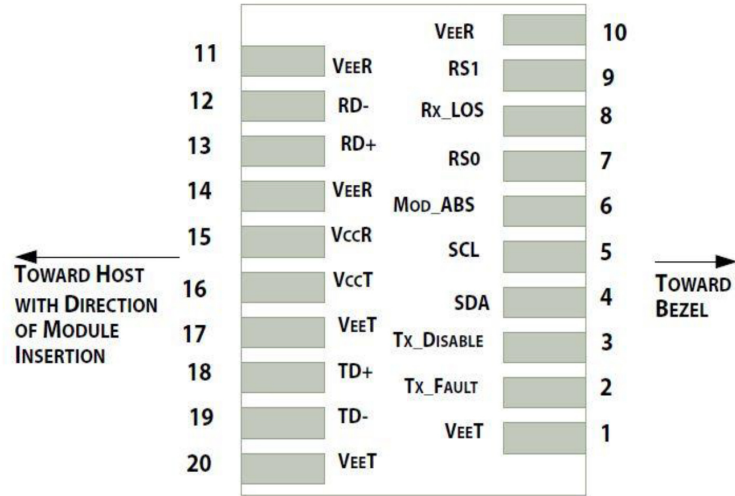 11 VEER
12 RD-
13 RD+
14 VEER
15 VCCR
16 VCCT
17 VEET
18 TD+
19 TD-
20 VEET
VEER 10
RS1 9
RX_LOS 8
RS0 7
MOD_ABS 6
SCL 5
SDA 4
TX_DISABLE 3
TX_FAULT 2
VEET 1
TOWARD HOST
WITH DIRECTION
OF MODULE
INSERTION
TOWARD
BEZEL